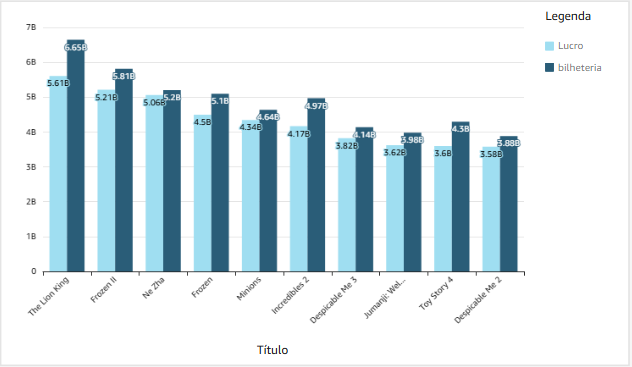 Legenda
Lucro
bilheteria
7B
6B
5B
4B
3B
2B
1B
0
5.61B
6.65B
5.21B
5.81B
5.06B
5.2B
4.5B
5.1B
4.34B
4.64B
4.17B
4.97B
3.82B
4.14B
3.62B
3.98B
3.6B
4.3B
3.58B
3.88B
The Lion King
Frozen II
Ne Zha
Frozen
Minions
Incredibles 2
Despicable Me 3
Jumanji: Wel...
Toy Story 4
Despicable Me 2
Título